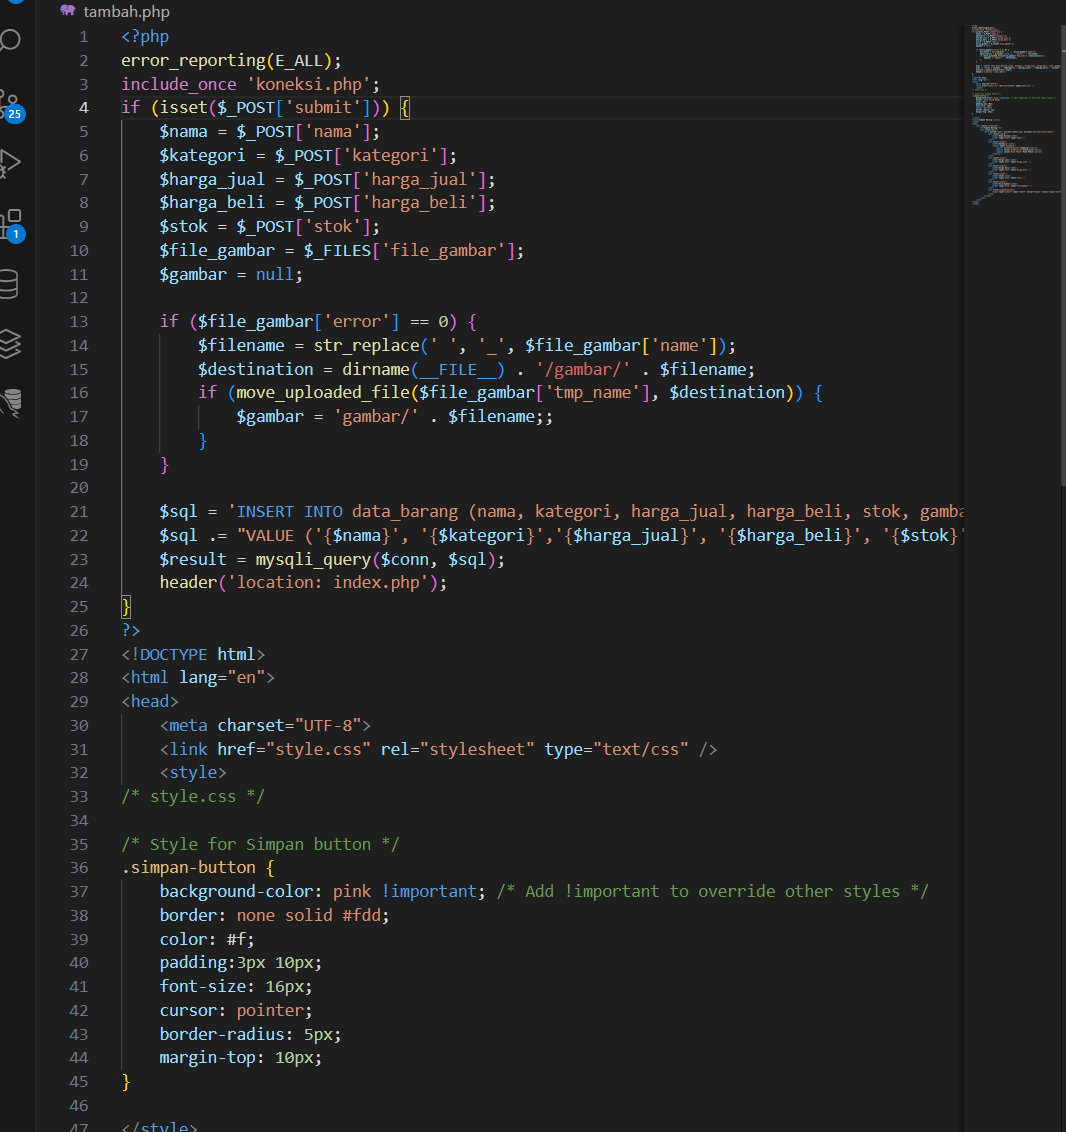 tambah.php
1 <?php
2 error_reporting(E_ALL);
3 include_once 'koneksi.php';
4 if (isset($_POST['submit'])) {
5 $nama = $_POST['nama'];
6 $kategori = $_POST['kategori'];
7 $harga_jual = $_POST['harga_jual'];
8 $harga_beli = $_POST['harga_beli'];
9 $stok = $_POST['stok'];
10 $file_gambar = $_FILES['file_gambar'];
11 $gambar = null;
12
13 if ($file_gambar['error'] == 0) {
14 $filename = str_replace(' ', '_', $file_gambar['name']);
15 $destination = dirname(__FILE__) . '/gambar/' . $filename;
16 if (move_uploaded_file($file_gambar['tmp_name'], $destination)) {
17 $gambar = 'gambar/' . $filename;;
18 }
19 }
20
21 $sql = 'INSERT INTO data_barang (nama, kategori, harga_jual, harga_beli, stok, gamba
22 $sql .= "VALUE ('{$nama}', '{$kategori}','{$harga_jual}', '{$harga_beli}', '{$stok}'
23 $result = mysqli_query($conn, $sql);
24 header('location: index.php');
25 }
26 ?>
27 <!DOCTYPE html>
28 <html lang="en">
29 <head>
30 <meta charset="UTF-8">
31 <link href="style.css" rel="stylesheet" type="text/css" />
32 <style>
33 /* style.css */
34
35 /* Style for Simpan button */
36 .simpan-button {
37 background-color: pink !important; /* Add !important to override other styles */
38 border: none solid #fdd;
39 color: #f;
40 padding:3px 10px;
41 font-size: 16px;
42 cursor: pointer;
43 border-radius: 5px;
44 margin-top: 10px;
45 }
46
47 </style>
25
1